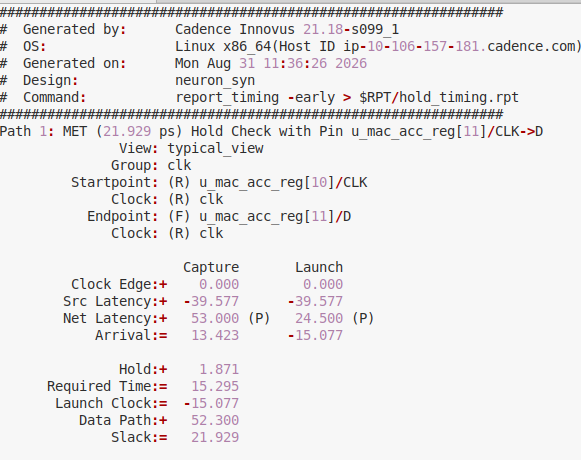 ###############################################################
#  Generated by:      Cadence Innovus 21.18-s099_1
#  OS:                Linux x86_64(Host ID ip-10-106-157-181.cadence.com)
#  Generated on:      Mon Aug 31 11:36:26 2026
#  Design:            neuron_syn
#  Command:           report_timing -early > $RPT/hold_timing.rpt
###############################################################
Path 1: MET (21.929 ps) Hold Check with Pin u_mac_acc_reg[11]/CLK->D
View: typical_view
Group: clk
Startpoint: (R) u_mac_acc_reg[10]/CLK
Clock: (R) clk
Endpoint: (F) u_mac_acc_reg[11]/D
Clock: (R) clk
Capture       Launch
Clock Edge:+    0.000        0.000
Src Latency:+  -39.577      -39.577
Net Latency:+   53.000 (P)   24.500 (P)
Arrival:=   13.423      -15.077
Hold:+    1.871
Required Time:=   15.295
Launch Clock:=  -15.077
Data Path:+   52.300
Slack:=   21.929